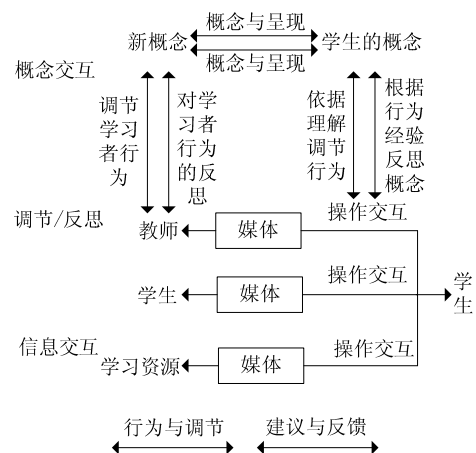 概念与呈现
新概念
学生的概念
概念与呈现
概念交互
调节学习者行为
对学习者行为的反思
依据理解调节行为
根据行为经验反思概念
调节/反思
教师
媒体
操作交互
学生
媒体
操作交互
学生
信息交互
学习资源
媒体
操作交互
行为与调节
建议与反馈